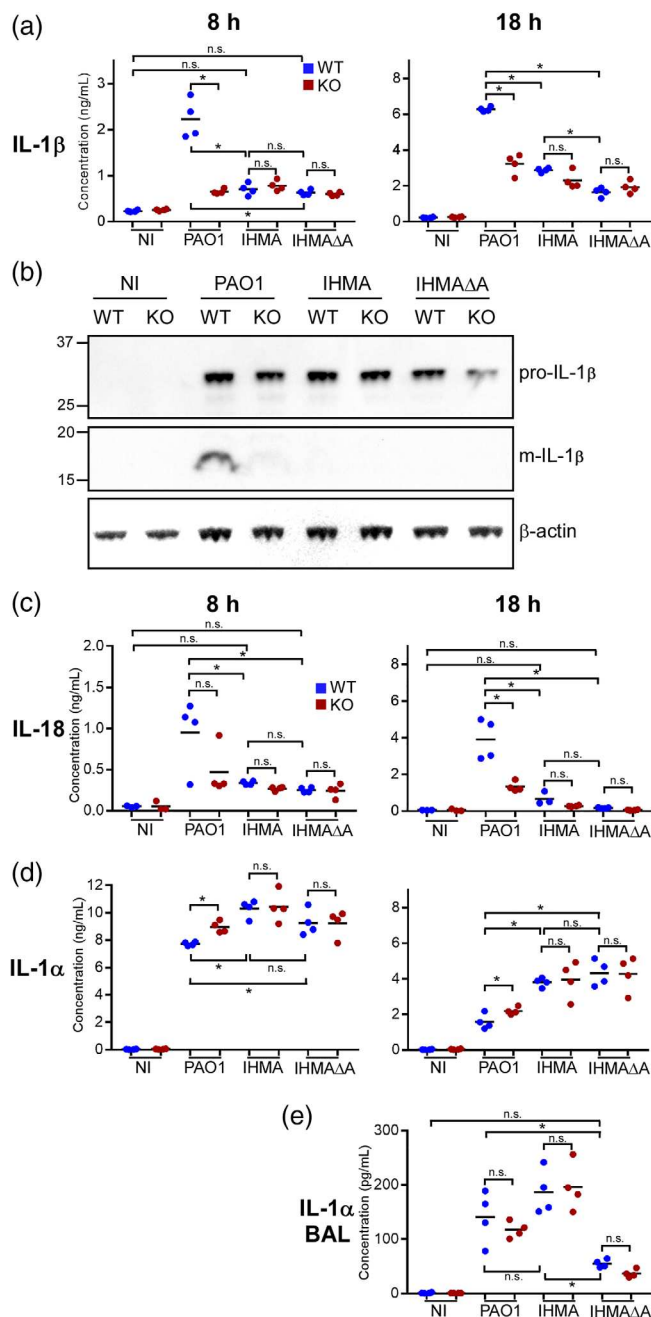 (a)
8 h
18 h
n.s.
n.s.
WT
KO
*
*
n.s.
n.s.
n.s.
*
*
*
*
*
n.s.
n.s.
IL-1β
Concentration (ng/mL)
3
2
1
0
8
6
4
2
0
NI PAO1 IHMA IHMAΔA
NI PAO1 IHMA IHMAΔA
(b)
NI PAO1 IHMA IHMAΔA
WT KO WT KO WT KO WT KO
37
25
pro-IL-1β
20
15
m-IL-1β
β-actin
(c)
8 h
18 h
n.s.
n.s.
*
*
n.s.
WT
KO
n.s.
n.s.
n.s.
n.s.
n.s.
*
*
*
n.s.
n.s.
n.s.
IL-18
Concentration (ng/mL)
2.0
1.5
1.0
0.5
0.0
4
2
0
NI PAO1 IHMA IHMAΔA
NI PAO1 IHMA IHMAΔA
(d)
*
n.s.
n.s.
*
n.s.
*
*
*
n.s.
*
n.s.
n.s.
IL-1α
Concentration (ng/mL)
12
10
8
6
4
2
0
8
6
4
2
0
NI PAO1 IHMA IHMAΔA
NI PAO1 IHMA IHMAΔA
(e)
n.s.
*
n.s.
n.s.
n.s.
n.s.
*
IL-1α
BAL
Concentration (pg/mL)
300
200
100
0
NI PAO1 IHMA IHMAΔA